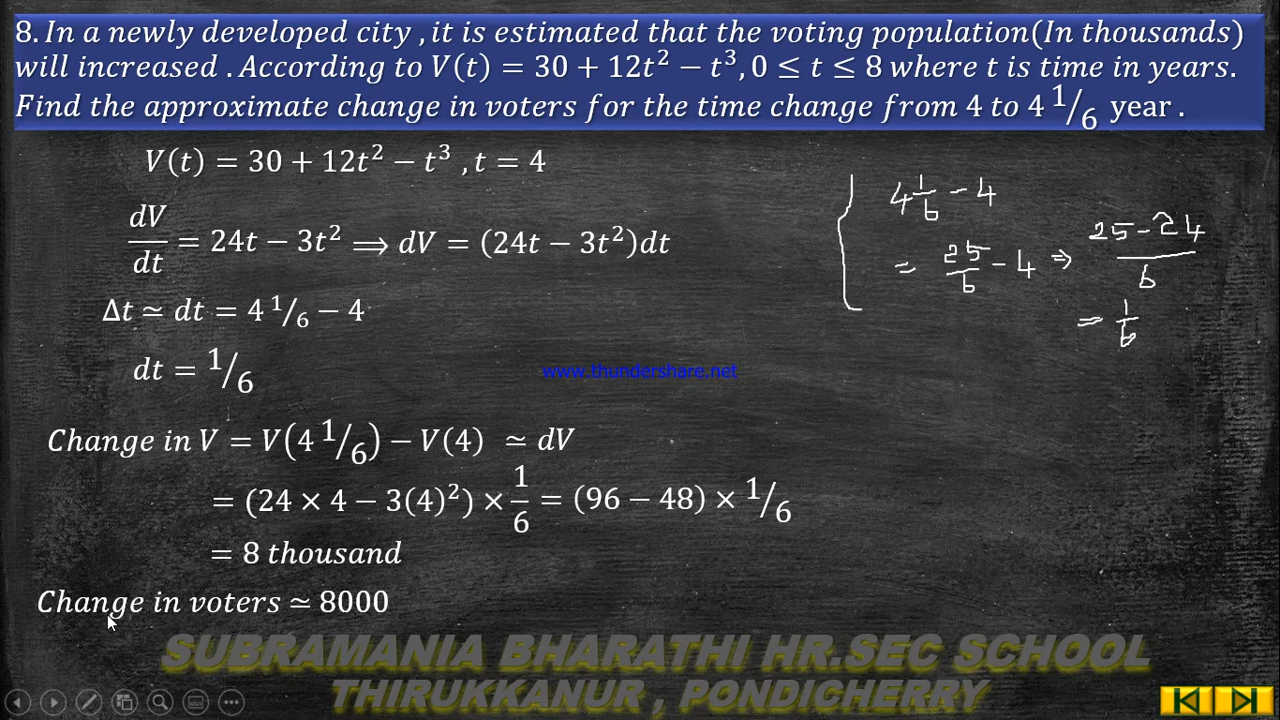 8. In a newly developed city , it is estimated that the voting population(In thousands)
will increased . According to V(t) = 30 + 12t² − t³, 0 ≤ t ≤ 8 where t is time in years.
Find the approximate change in voters for the time change from 4 to 4 1/6 year .
V(t) = 30 + 12t² − t³ , t = 4
dV/dt = 24t − 3t² ⟹ dV = (24t − 3t²)dt
Δt ≃ dt = 4 1/6 − 4
dt = 1/6
4 1/6 − 4
= 25/6 − 4 ⇒ 25−24/6
= 1/6
www.thundershare.net
Change in V = V(4 1/6) − V(4) ≃ dV
= (24 × 4 − 3(4)²) × 1/6 = (96 − 48) × 1/6
= 8 thousand
Change in voters ≃ 8000
SUBRAMANIA BHARATHI HR.SEC SCHOOL
THIRUKKANUR , PONDICHERRY